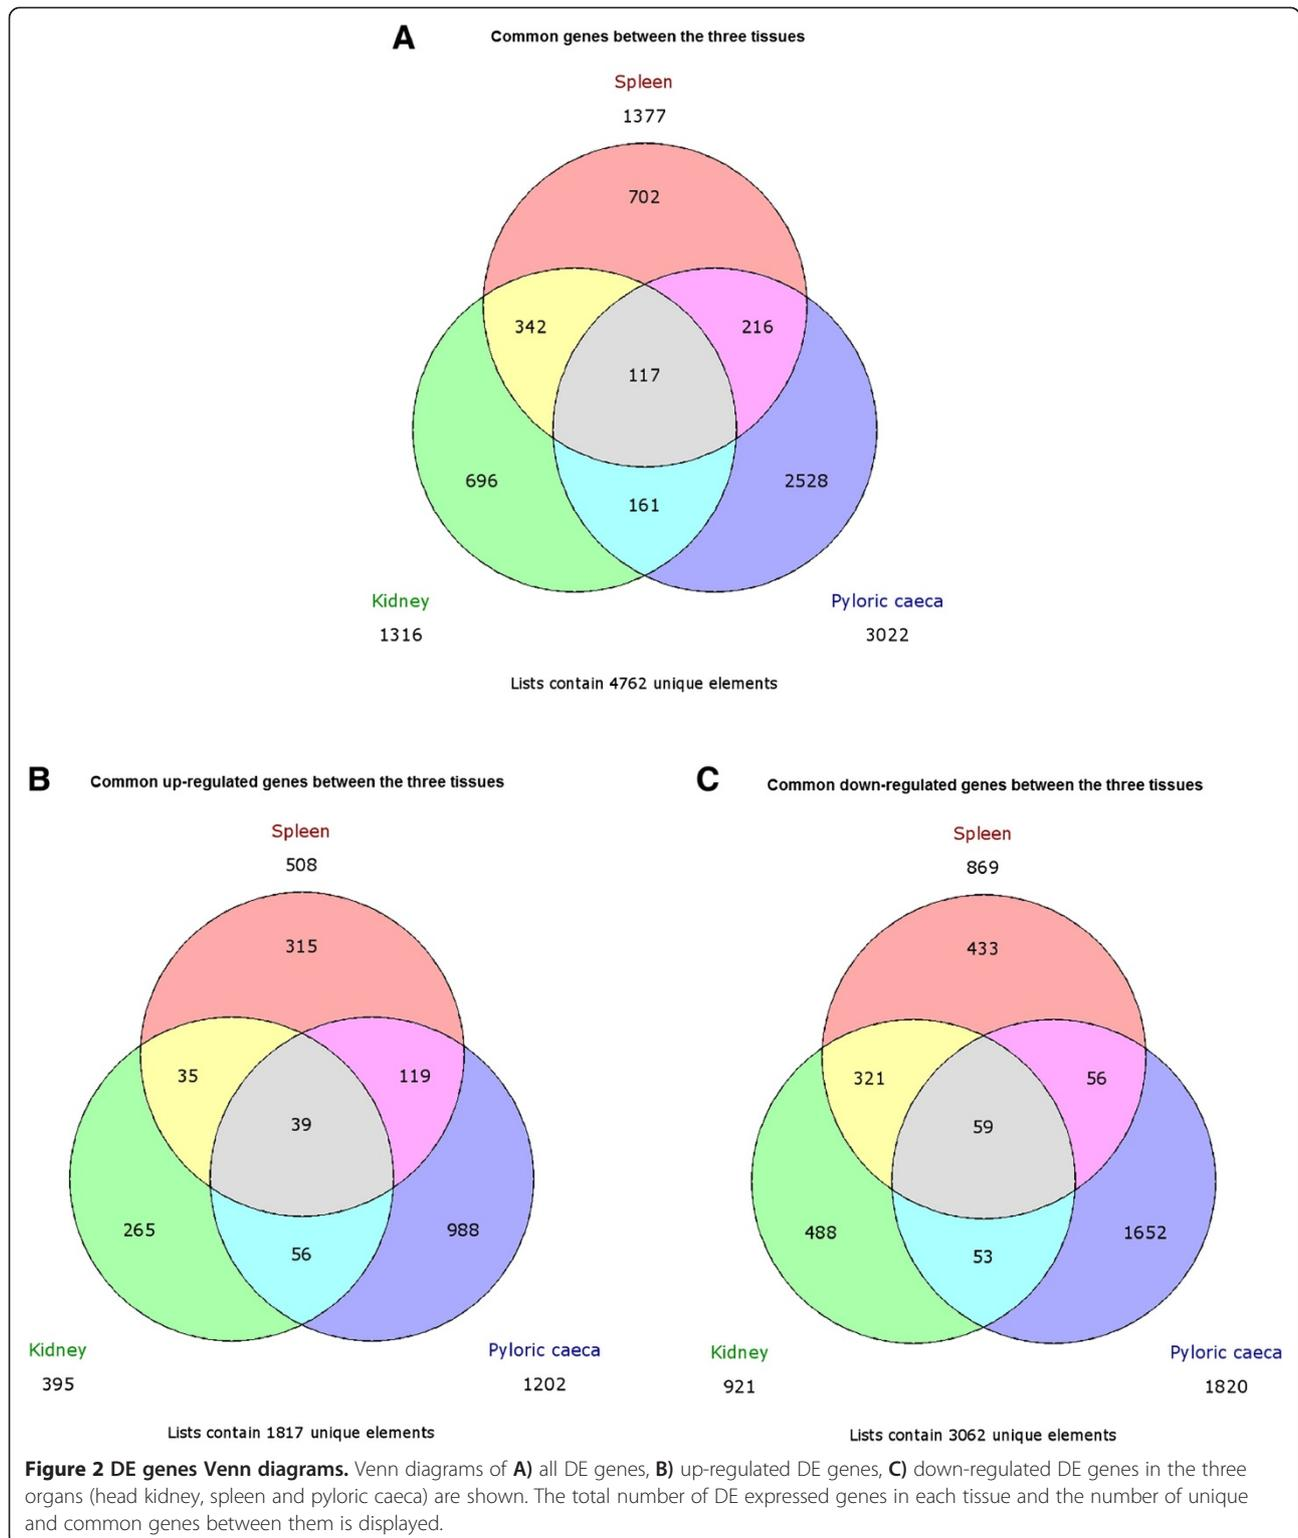 A
Common genes between the three tissues
Spleen
1377
702
342
216
117
696
2528
161
Kidney
Pyloric caeca
1316
3022
Lists contain 4762 unique elements
B
Common up-regulated genes between the three tissues
Spleen
508
315
35
119
39
265
988
56
Kidney
Pyloric caeca
395
1202
Lists contain 1817 unique elements
C
Common down-regulated genes between the three tissues
Spleen
869
433
321
56
59
488
1652
53
Kidney
Pyloric caeca
921
1820
Lists contain 3062 unique elements
Figure 2 DE genes Venn diagrams. Venn diagrams of A) all DE genes, B) up-regulated DE genes, C) down-regulated DE genes in the three
organs (head kidney, spleen and pyloric caeca) are shown. The total number of DE expressed genes in each tissue and the number of unique
and common genes between them is displayed.